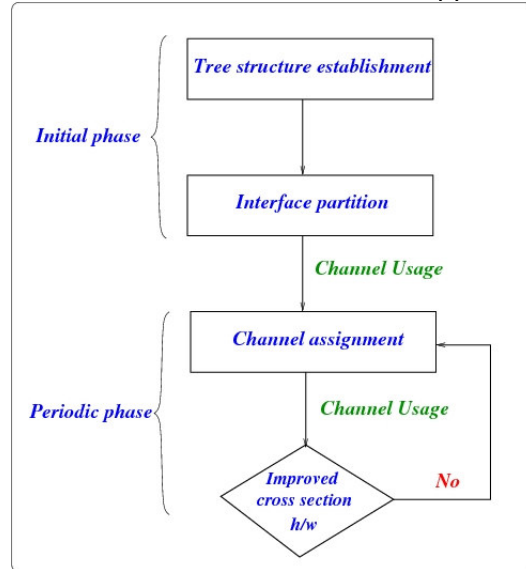 Tree structure establishment
Initial phase
Interface partition
Channel Usage
Channel assignment
Periodic phase
Channel Usage
Improved
cross section
h/w
No